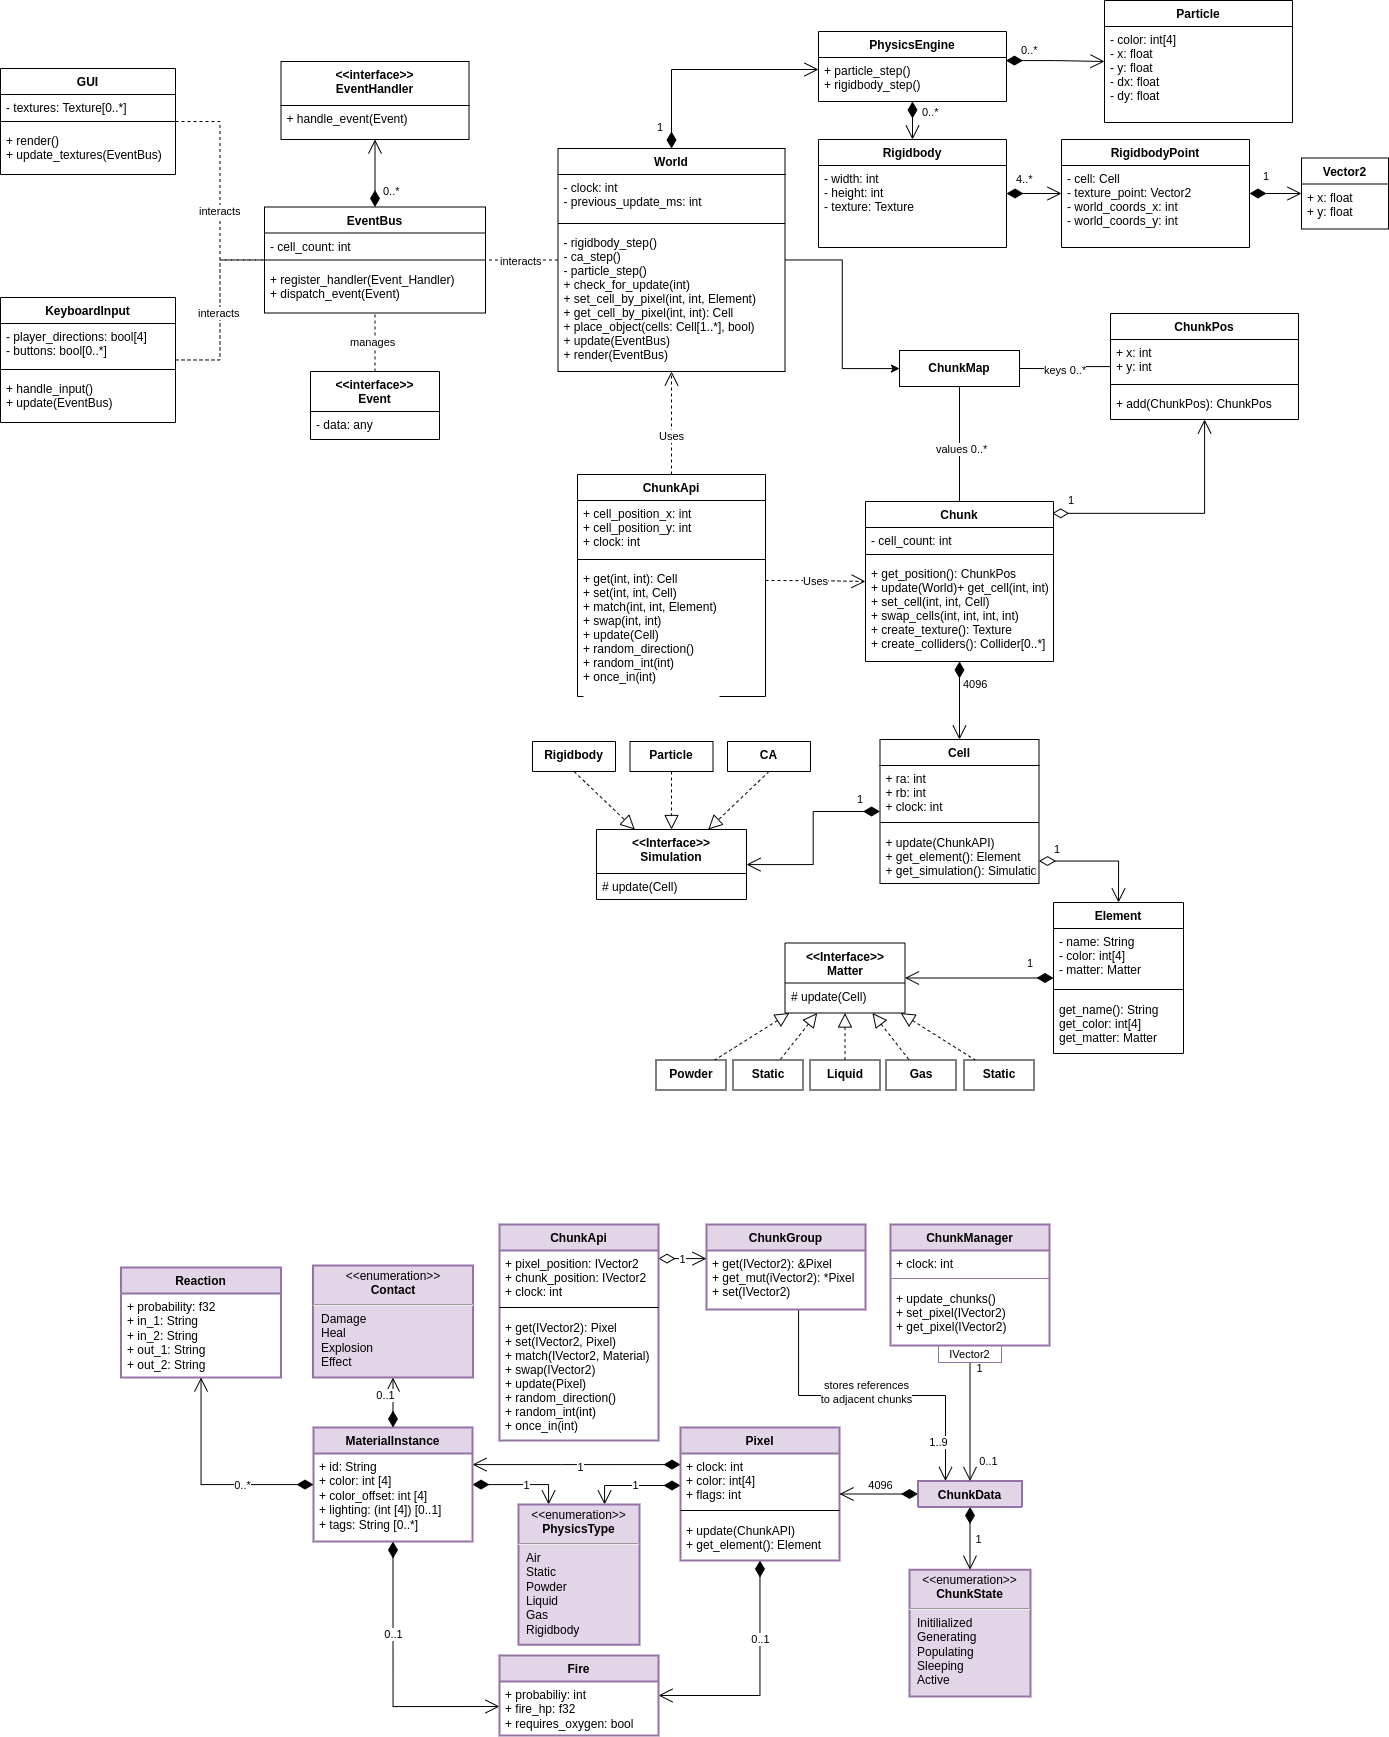 Particle
- color: int[4]
- x: float
- y: float
- dx: float
- dy: float
PhysicsEngine
+ particle_step()
+ rigidbody_step()
0..*
0..*
GUI
- textures: Texture[0..*]
+ render()
+ update_textures(EventBus)
<<interface>>
EventHandler
+ handle_event(Event)
0..*
1
World
- clock: int
- previous_update_ms: int
- rigidbody_step()
- ca_step()
- particle_step()
+ check_for_update(int)
+ set_cell_by_pixel(int, int, Element)
+ get_cell_by_pixel(int, int): Cell
+ place_object(cells: Cell[1..*], bool)
+ update(EventBus)
+ render(EventBus)
Rigidbody
- width: int
- height: int
- texture: Texture
4..*
RigidbodyPoint
- cell: Cell
- texture_point: Vector2
- world_coords_x: int
- world_coords_y: int
1
Vector2
+ x: float
+ y: float
interacts
EventBus
- cell_count: int
+ register_handler(Event_Handler)
+ dispatch_event(Event)
interacts
interacts
KeyboardInput
- player_directions: bool[4]
- buttons: bool[0..*]
+ handle_input()
+ update(EventBus)
manages
<<interface>>
Event
- data: any
ChunkPos
+ x: int
+ y: int
+ add(ChunkPos): ChunkPos
ChunkMap
keys 0..*
values 0..*
Uses
ChunkApi
+ cell_position_x: int
+ cell_position_y: int
+ clock: int
+ get(int, int): Cell
+ set(int, int, Cell)
+ match(int, int, Element)
+ swap(int, int)
+ update(Cell)
+ random_direction()
+ random_int(int)
+ once_in(int)
Uses
Chunk
- cell_count: int
+ get_position(): ChunkPos
+ update(World)+ get_cell(int, int)
+ set_cell(int, int, Cell)
+ swap_cells(int, int, int, int)
+ create_texture(): Texture
+ create_colliders(): Collider[0..*]
1
4096
Rigidbody
Particle
CA
<<Interface>>
Simulation
# update(Cell)
1
Cell
+ ra: int
+ rb: int
+ clock: int
+ update(ChunkAPI)
+ get_element(): Element
+ get_simulation(): Simulatic
1
Element
- name: String
- color: int[4]
- matter: Matter
get_name(): String
get_color: int[4]
get_matter: Matter
1
<<Interface>>
Matter
# update(Cell)
Powder
Static
Liquid
Gas
Static
Reaction
+ probability: f32
+ in_1: String
+ in_2: String
+ out_1: String
+ out_2: String
<<enumeration>>
Contact
Damage
Heal
Explosion
Effect
ChunkApi
+ pixel_position: IVector2
+ chunk_position: IVector2
+ clock: int
+ get(IVector2): Pixel
+ set(IVector2, Pixel)
+ match(IVector2, Material)
+ swap(IVector2)
+ update(Pixel)
+ random_direction()
+ random_int(int)
+ once_in(int)
1
ChunkGroup
+ get(IVector2): &Pixel
+ get_mut(iVector2): *Pixel
+ set(IVector2)
ChunkManager
+ clock: int
+ update_chunks()
+ set_pixel(IVector2)
+ get_pixel(IVector2)
IVector2
1
stores references
to adjacent chunks
1..9
0..1
0..1
MaterialInstance
+ id: String
+ color: int [4]
+ color_offset: int [4]
+ lighting: (int [4]) [0..1]
+ tags: String [0..*]
0..*
1
1
1
Pixel
+ clock: int
+ color: int[4]
+ flags: int
+ update(ChunkAPI)
+ get_element(): Element
4096
ChunkData
1
<<enumeration>>
PhysicsType
Air
Static
Powder
Liquid
Gas
Rigidbody
<<enumeration>>
ChunkState
Initilialized
Generating
Populating
Sleeping
Active
0..1
0..1
Fire
+ probabiliy: int
+ fire_hp: f32
+ requires_oxygen: bool